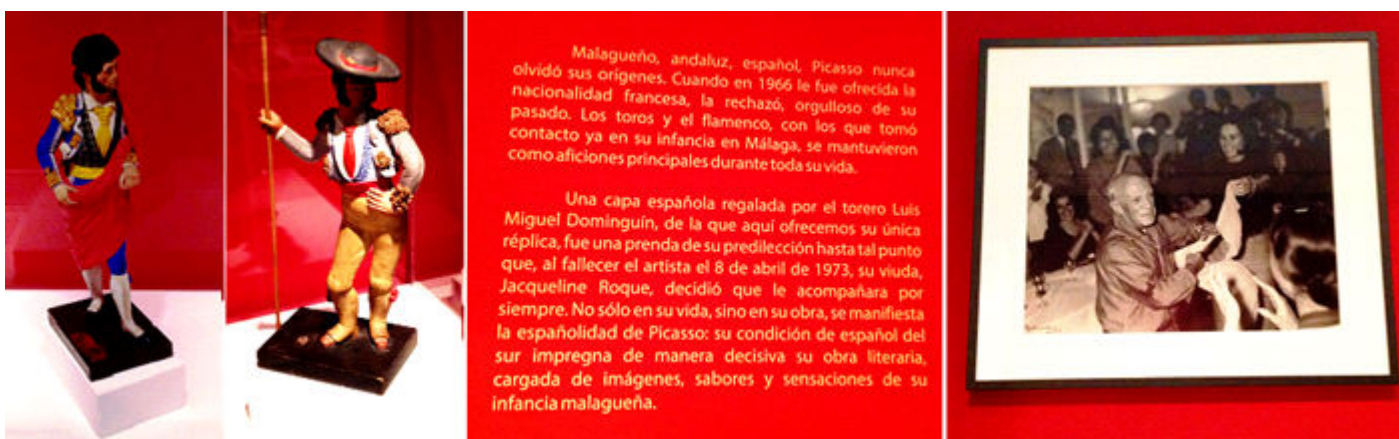 Malagueño, andaluz, español, Picasso nunca
olvidó sus orígenes. Cuando en 1966 le fue ofrecida la
nacionalidad francesa, la rechazó, orgulloso de su
pasado. Los toros y el flamenco, con los que tomó
contacto ya en su infancia en Málaga, se mantuvieron
como aficiones principales durante toda su vida.
Una capa española regalada por el torero Luis
Miguel Dominguín, de la que aquí ofrecemos su única
réplica, fue una prenda de su predilección hasta tal punto
que, al fallecer el artista el 8 de abril de 1973, su viuda,
Jacqueline Roque, decidió que le acompañara por
siempre. No sólo en su vida, sino en su obra, se manifiesta
la españolidad de Picasso: su condición de español del
sur impregna de manera decisiva su obra literaria,
cargada de imágenes, sabores y sensaciones de su
infancia malagueña.